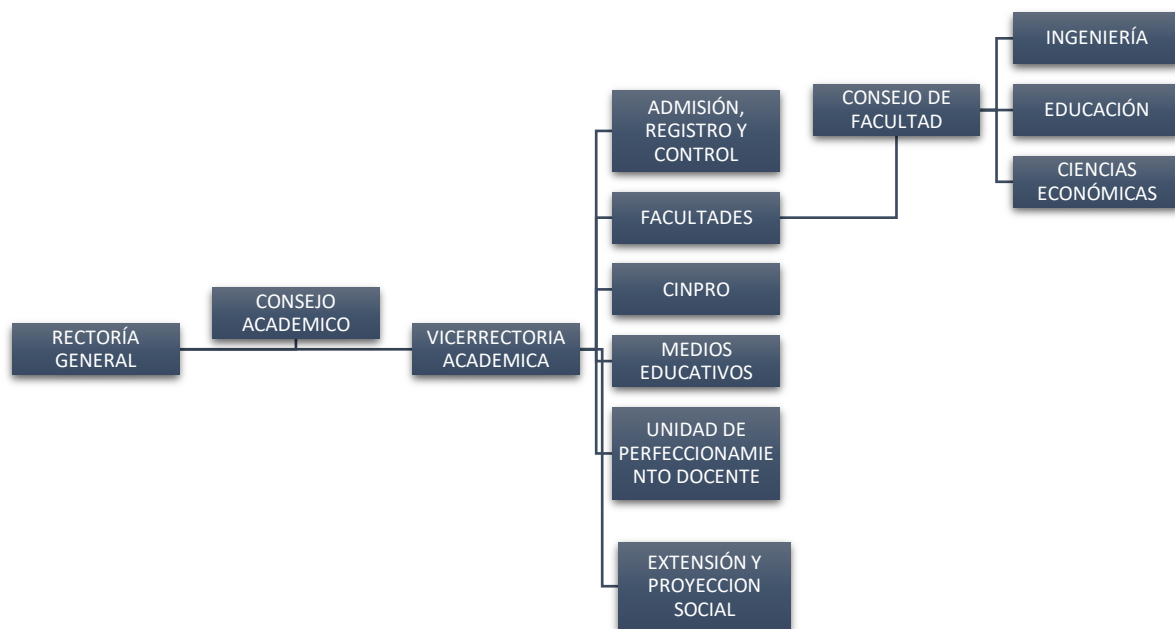 RECTORÍA
GENERAL
CONSEJO
ACADEMICO
VICERRECTORIA
ACADEMICA
ADMISIÓN,
REGISTRO Y
CONTROL
FACULTADES
CONSEJO DE
FACULTAD
INGENIERÍA
EDUCACIÓN
CIENCIAS
ECONÓMICAS
CINPRO
MEDIOS
EDUCATIVOS
UNIDAD DE
PERFECCIONAMIE
NTO DOCENTE
EXTENSIÓN Y
PROYECCION
SOCIAL